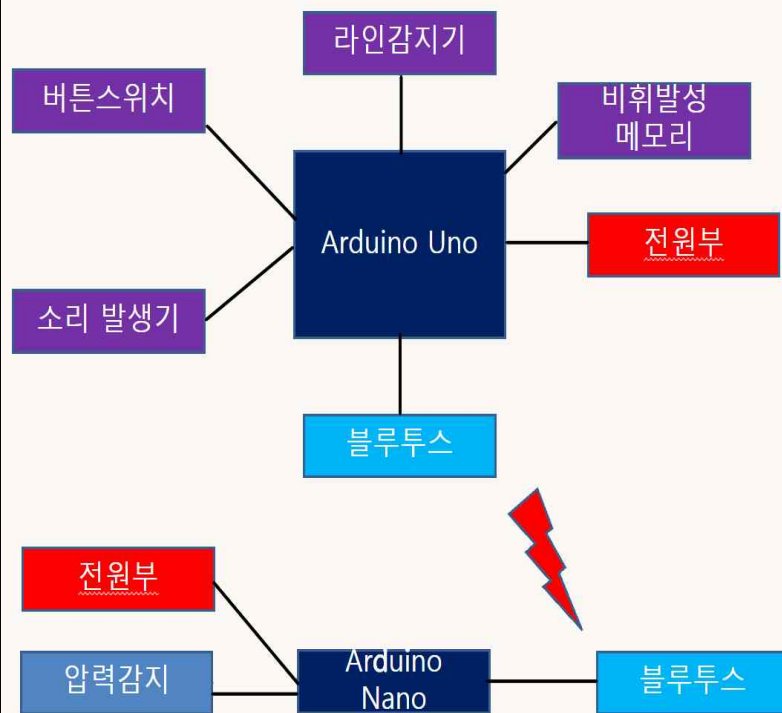 라인감지기
버튼스위치
비휘발성
메모리
Arduino Uno
전원부
소리 발생기
블루투스
전원부
압력감지
Arduino
Nano
블루투스